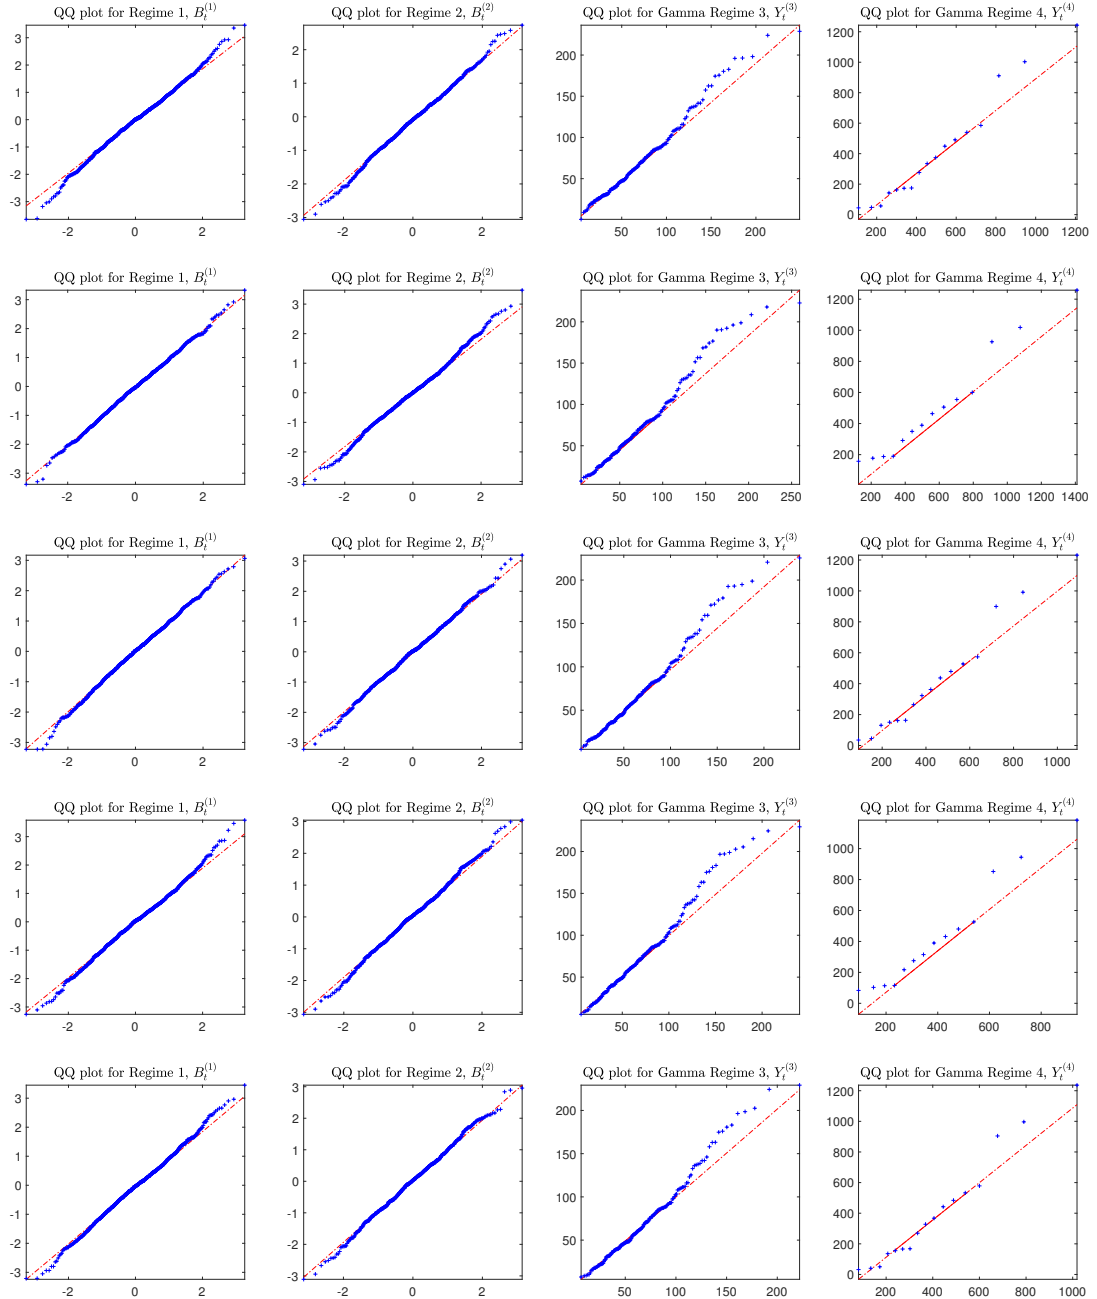 QQ plot for Regime 1, $B_t^{(1)}$ QQ plot for Regime 2, $B_t^{(2)}$ QQ plot for Gamma Regime 3, $Y_t^{(3)}$ QQ plot for Gamma Regime 4, $Y_t^{(4)}$
3 2 1 0 -1 -2 -3 2 1 0 -1 -2 -3 200 150 100 50 1200 1000 800 600 400 200 0
-2 0 2 -2 0 2 50 100 150 200 200 400 600 800 1000 1200
QQ plot for Regime 1, $B_t^{(1)}$ QQ plot for Regime 2, $B_t^{(2)}$ QQ plot for Gamma Regime 3, $Y_t^{(3)}$ QQ plot for Gamma Regime 4, $Y_t^{(4)}$
3 2 1 0 -1 -2 -3 3 2 1 0 -1 -2 -3 200 150 100 50 1200 1000 800 600 400 200
-2 0 2 -2 0 2 50 100 150 200 250 200 400 600 800 1000 1200 1400
QQ plot for Regime 1, $B_t^{(1)}$ QQ plot for Regime 2, $B_t^{(2)}$ QQ plot for Gamma Regime 3, $Y_t^{(3)}$ QQ plot for Gamma Regime 4, $Y_t^{(4)}$
3 2 1 0 -1 -2 -3 3 2 1 0 -1 -2 -3 200 150 100 50 1200 1000 800 600 400 200 0
-2 0 2 -2 0 2 50 100 150 200 200 400 600 800 1000
QQ plot for Regime 1, $B_t^{(1)}$ QQ plot for Regime 2, $B_t^{(2)}$ QQ plot for Gamma Regime 3, $Y_t^{(3)}$ QQ plot for Gamma Regime 4, $Y_t^{(4)}$
3 2 1 0 -1 -2 -3 3 2 1 0 -1 -2 -3 200 150 100 50 1000 800 600 400 200 0
-2 0 2 -2 0 2 50 100 150 200 200 400 600 800
QQ plot for Regime 1, $B_t^{(1)}$ QQ plot for Regime 2, $B_t^{(2)}$ QQ plot for Gamma Regime 3, $Y_t^{(3)}$ QQ plot for Gamma Regime 4, $Y_t^{(4)}$
3 2 1 0 -1 -2 -3 3 2 1 0 -1 -2 -3 200 150 100 50 1200 1000 800 600 400 200 0
-2 0 2 -2 0 2 50 100 150 200 200 400 600 800 1000